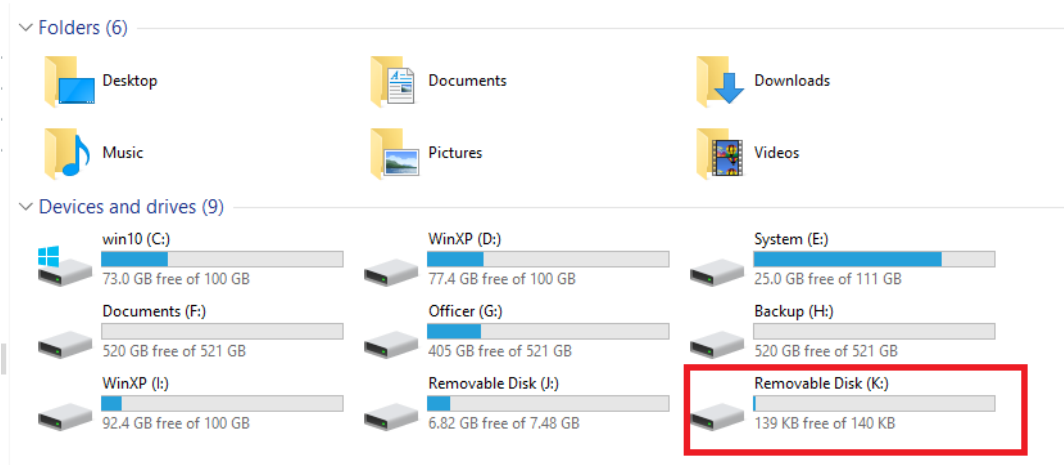 Folders (6)
Desktop Documents Downloads
Music Pictures Videos
Devices and drives (9)
win10 (C:) WinXP (D:) System (E:)
73.0 GB free of 100 GB 77.4 GB free of 100 GB 25.0 GB free of 111 GB
Documents (F:) Officer (G:) Backup (H:)
520 GB free of 521 GB 405 GB free of 521 GB 520 GB free of 521 GB
WinXP (I:) Removable Disk (J:) Removable Disk (K:)
92.4 GB free of 100 GB 6.82 GB free of 7.48 GB 139 KB free of 140 KB